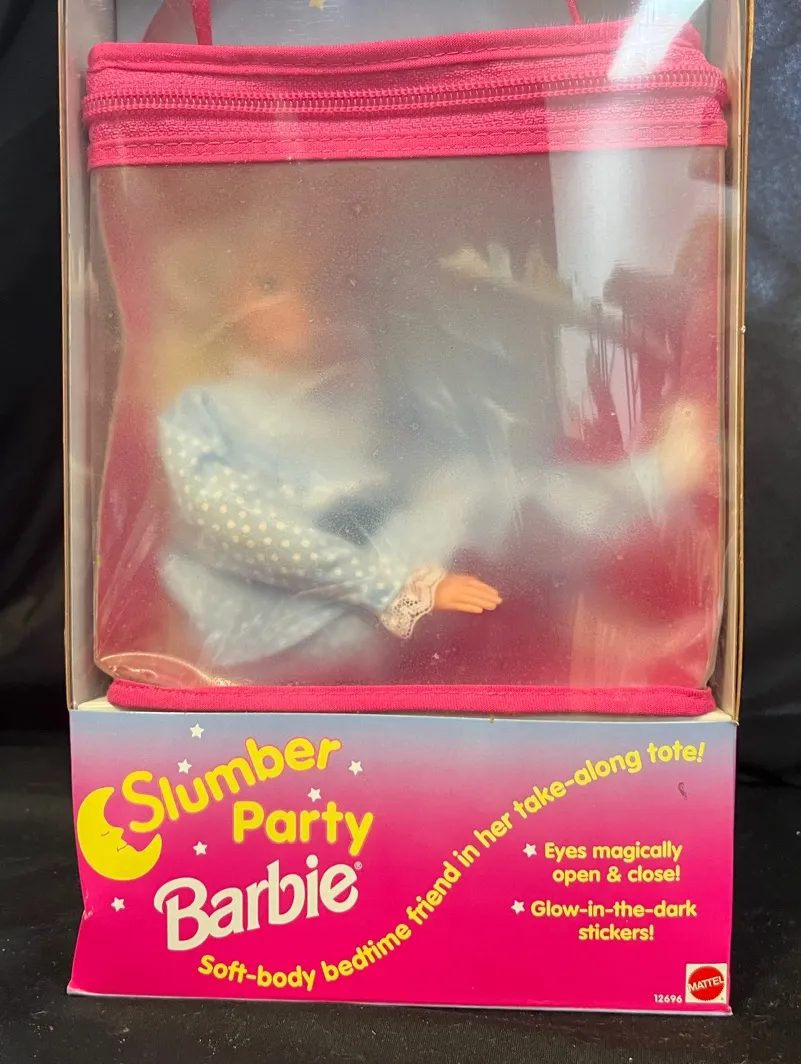 Slumber
Party
Barbie®
Soft-body bedtime friend in her take-along tote!
Eyes magically
open & close!
Glow-in-the-dark
stickers!
12696
MATTEL